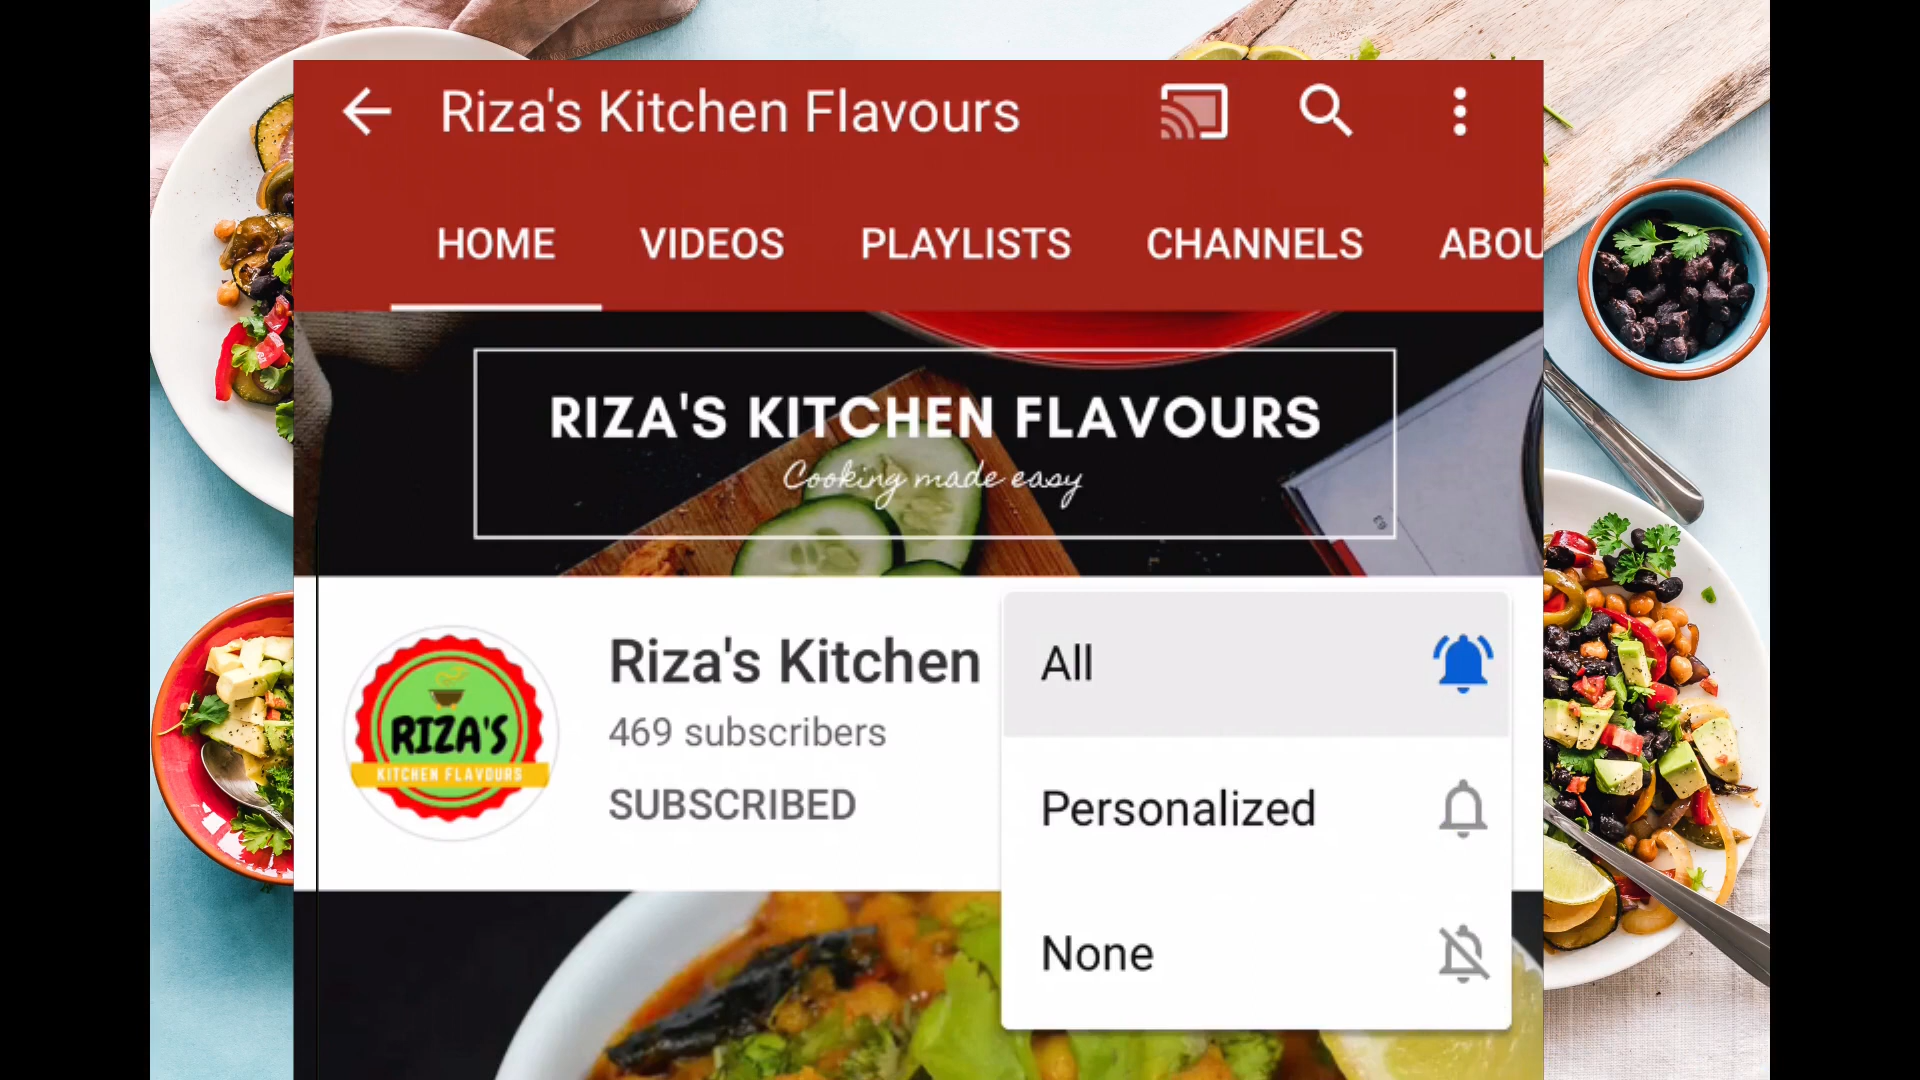 Riza's Kitchen Flavours
HOME VIDEOS PLAYLISTS CHANNELS ABOU
RIZA'S KITCHEN FLAVOURS
Cooking made easy
Riza's Kitchen
469 subscribers
SUBSCRIBED
RIZA'S
KITCHEN FLAVOURS
All
Personalized
None